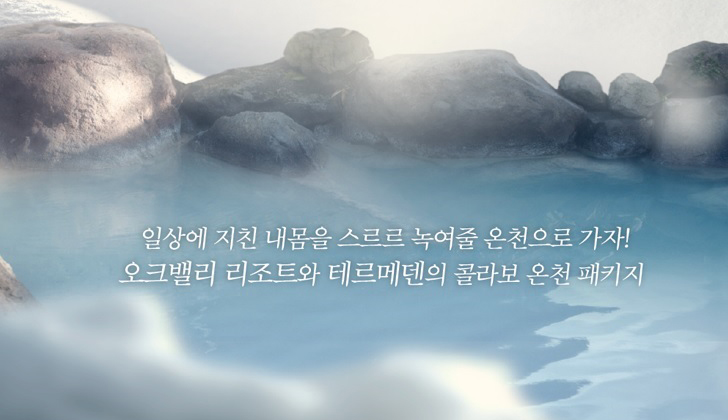 일상에 지친 내몸을 스르르 녹여줄 온천으로 가자!
오크밸리 리조트와 테르메덴의 콜라보 온천 패키지